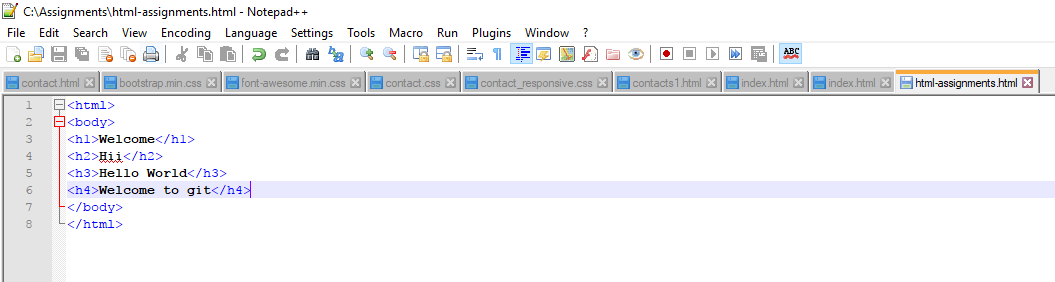 C:\Assignments\html-assignments.html - Notepad++
File Edit Search View Encoding Language Settings Tools Macro Run Plugins Window ?
ABC
contact.html bootstrap.min.css font-awesome.min.css contact.css contact_responsive.css contacts1.html index.html index.html html-assignments.html
1 <html>
2 <body>
3 <h1>Welcome</h1>
4 <h2>Hii</h2>
5 <h3>Hello World</h3>
6 <h4>Welcome to git</h4>
7 </body>
8 </html>